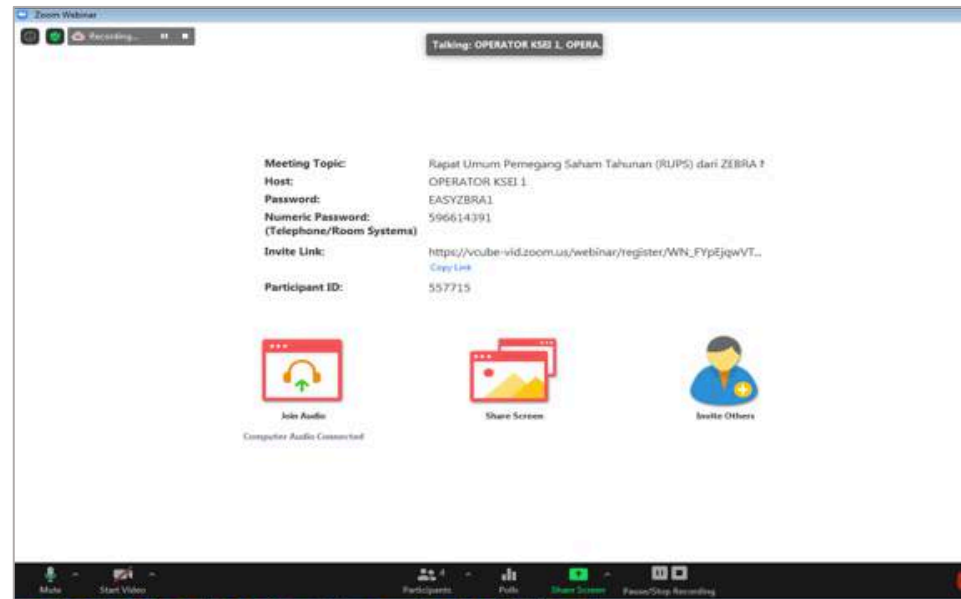 Zoom Webinar
Recording...
Talking: OPERATOR KSEI 1, OPERA.
Meeting Topic: Rapat Umum Pemegang Saham Tahunan (RUPS) dari ZEBRA
Host: OPERATOR KSEI 1
Password: EASYZBRA1
Numeric Password: 596614391
(Telephone/Room Systems)
Invite Link: https://vcube-vid.zoom.us/webinar/register/WN_FYpEjqwVT...
Copy Link
Participant ID: 557715
Join Audio Share Screen Invite Others
Computer Audio Connected
4
Mute Start Video Participants Polls Share Screen Pause/Stop Recording